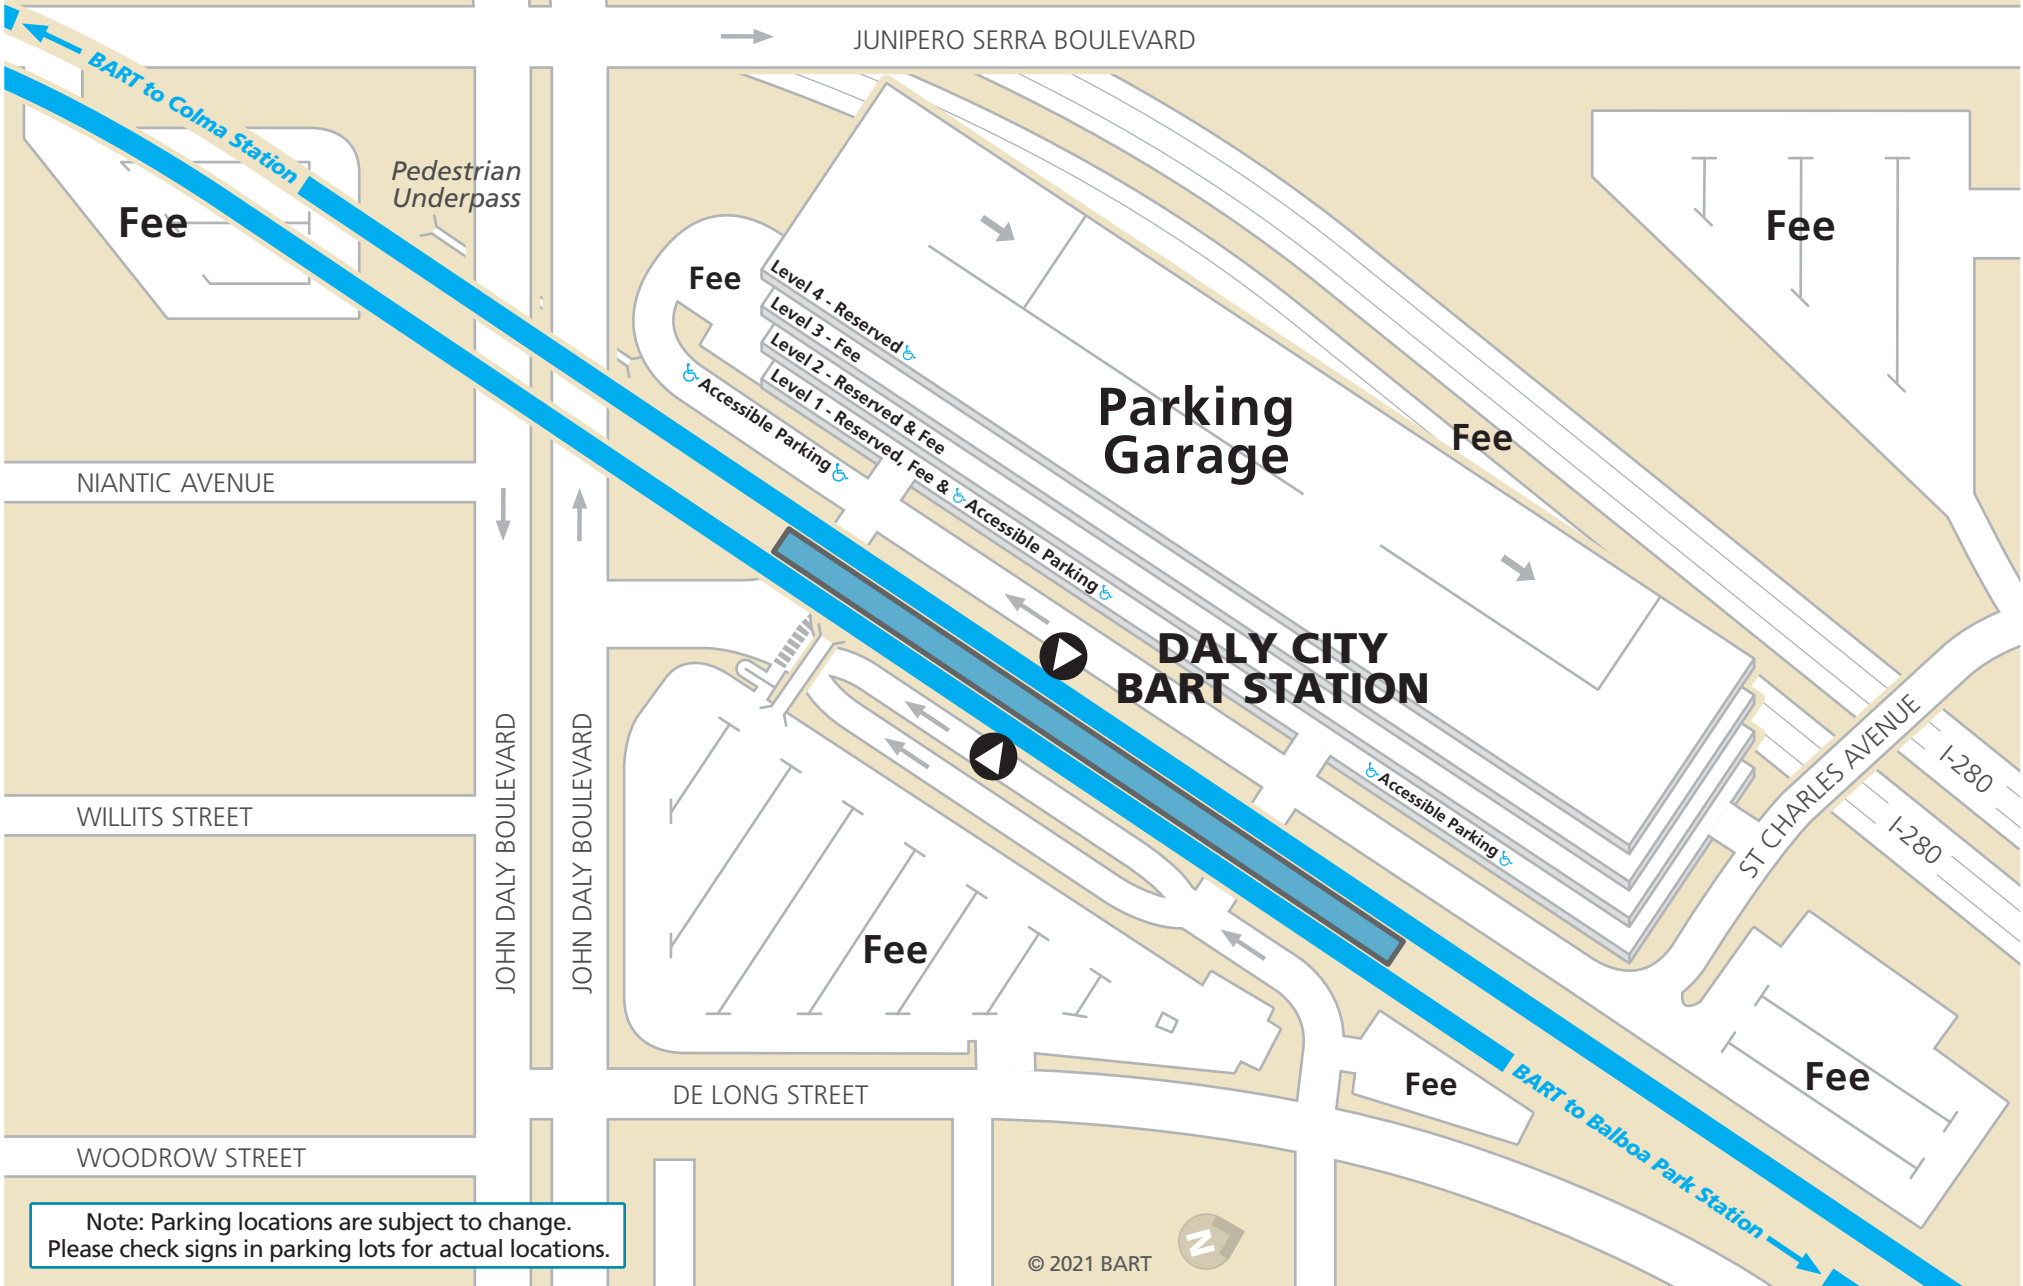 JUNIPERO SERRA BOULEVARD
BART to Colma Station
Pedestrian
Underpass
Fee
Fee
Fee
Level 4 - Reserved
Level 3 - Fee
Level 2 - Reserved & Fee
Level 1 - Reserved, Fee & Accessible Parking
Accessible Parking
Parking
Garage
Fee
NIANTIC AVENUE
DALY CITY
BART STATION
Accessible Parking
ST CHARLES AVENUE
I-280
I-280
WILLITS STREET
JOHN DALY BOULEVARD
JOHN DALY BOULEVARD
Fee
Fee
Fee
BART to Balboa Park Station
DE LONG STREET
WOODROW STREET
Note: Parking locations are subject to change.
Please check signs in parking lots for actual locations.
© 2021 BART
N